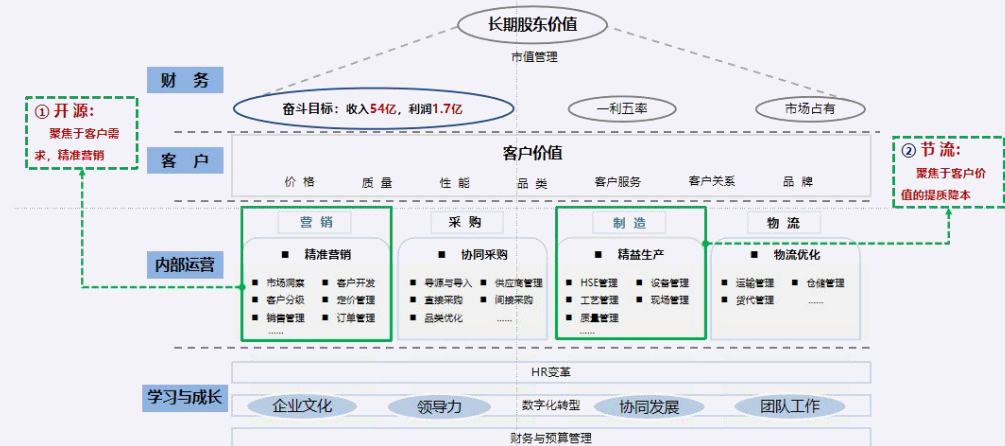 长期股东价值
市值管理
财 务
奋斗目标：收入54亿，利润1.7亿
一利五率
市场占有
① 开 源：
聚焦于客户需
求，精准营销
客 户
客户价值
价 格
质 量
性 能
品 类
客户服务
客户关系
品 牌
② 节 流：
聚焦于客户价
值的提质降本
内部运营
营 销
■ 精准营销
■ 市场洞察 ■ 客户开发
■ 客户分级 ■ 定价管理
■ 销售管理 ■ 订单管理
……
采 购
■ 协同采购
■ 寻源与导入 ■ 供应商管理
■ 直接采购 ■ 间接采购
■ 品类优化 ……
制 造
■ 精益生产
■ HSE管理 ■ 设备管理
■ 工艺管理 ■ 现场管理
■ 质量管理
……
物 流
■ 物流优化
■ 运输管理 ■ 仓储管理
■ 货代管理 ……
学习与成长
HR变革
企业文化
领导力
数字化转型
协同发展
团队工作
财务与预算管理